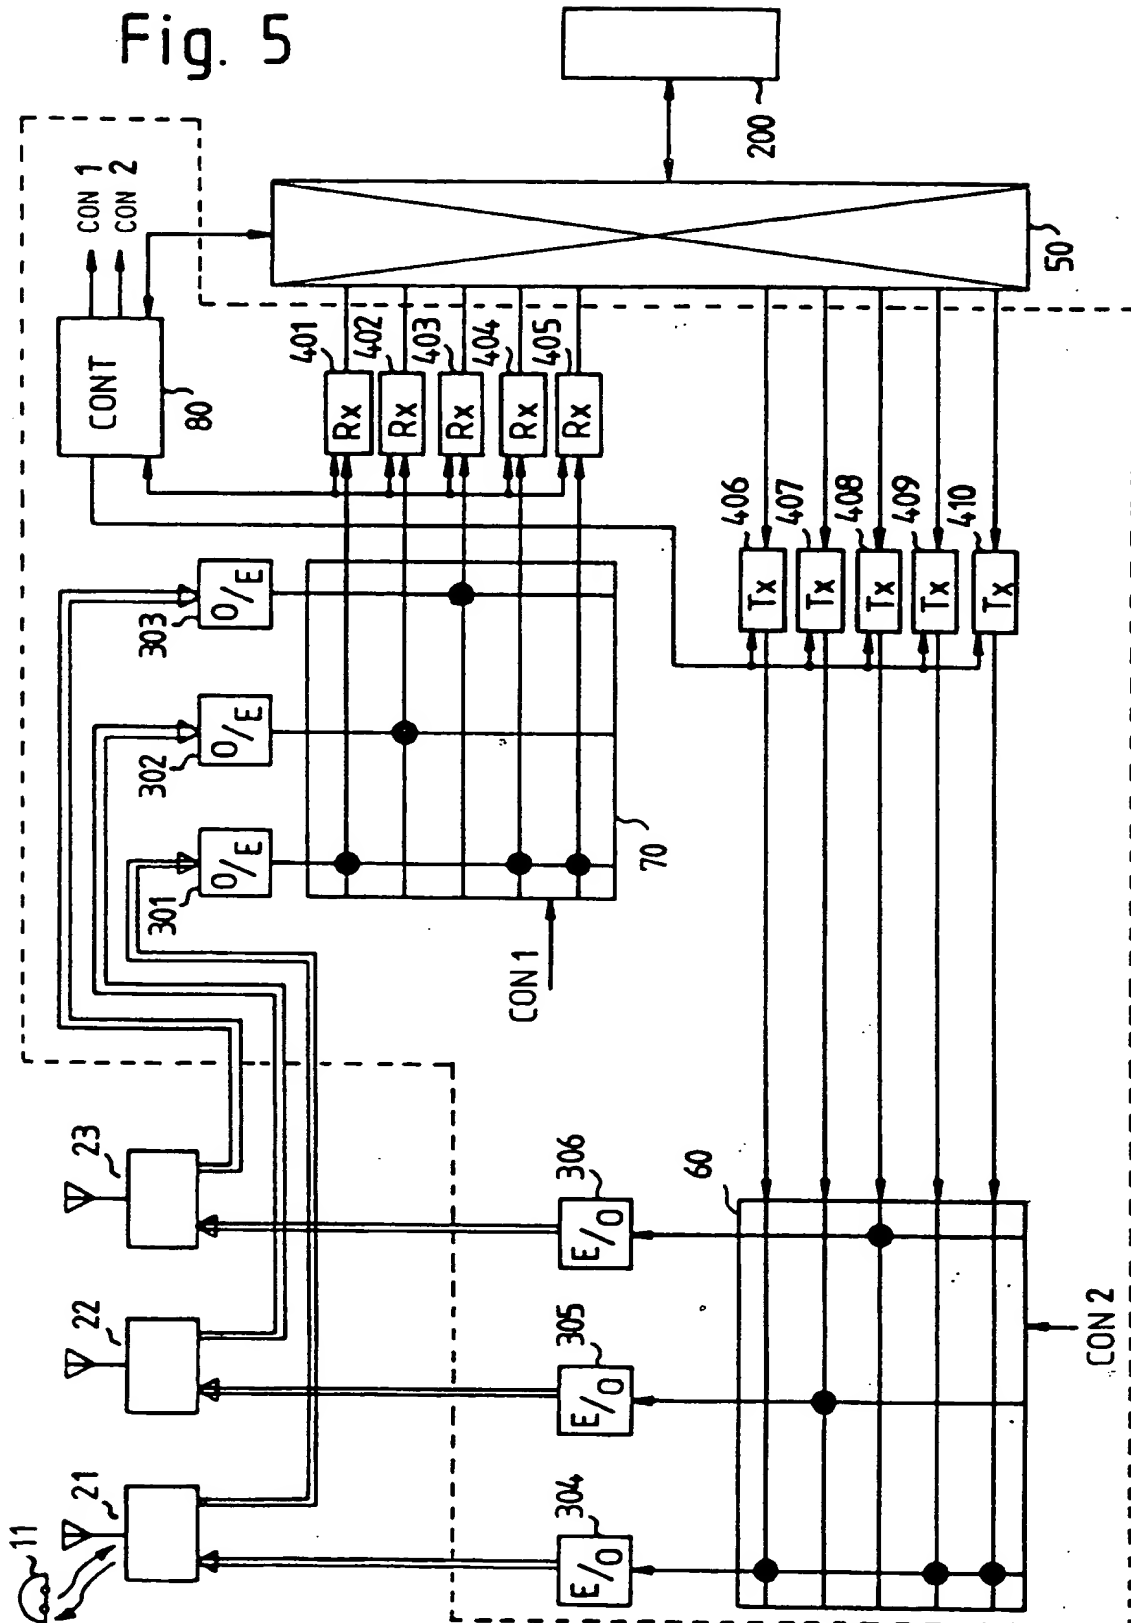 Fig. 5
200
CON 1
CON 2
CONT
80
50
401
402
403
404
405
Rx
Rx
Rx
Rx
Rx
303
O/E
302
O/E
301
O/E
70
CON 1
406
407
408
409
410
Tx
Tx
Tx
Tx
Tx
23
22
21
11
306
E/O
305
E/O
304
E/O
60
CON 2